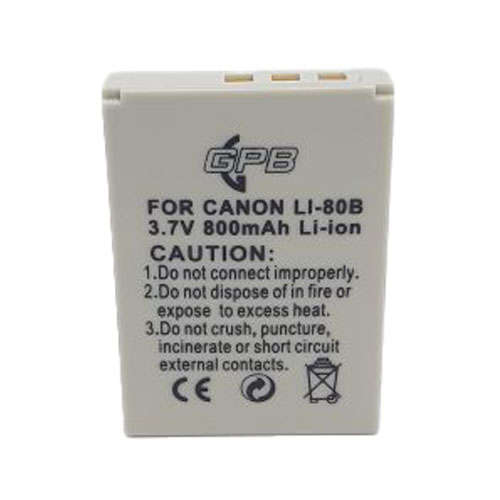 GPB
FOR CANON LI-80B
3.7V 800mAh Li-ion
CAUTION:
1.Do not connect improperly.
2.Do not dispose of in fire or
expose to excess heat.
3.Do not crush, puncture,
incinerate or short circuit
external contacts.
CE